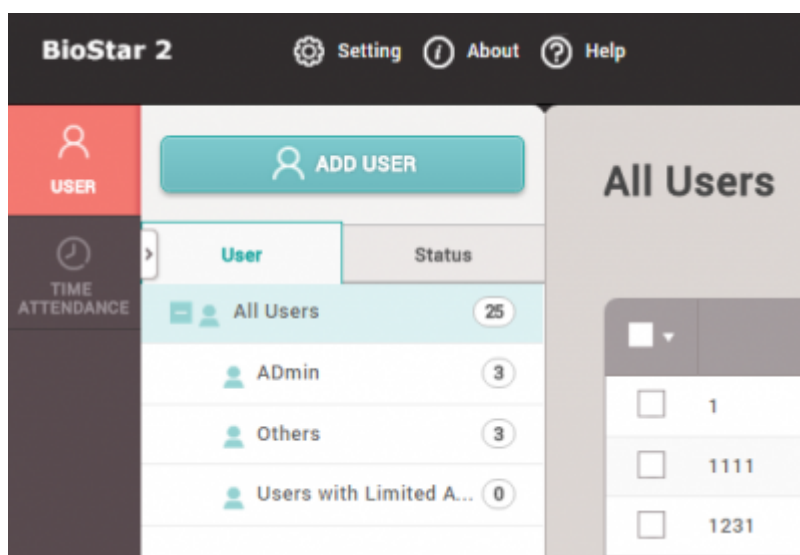 BioStar 2 Setting About Help
USER
ADD USER
All Users
User Status
TIME
ATTENDANCE
All Users 25
ADmin 3
Others 3
Users with Limited A... 0
1
1111
1231